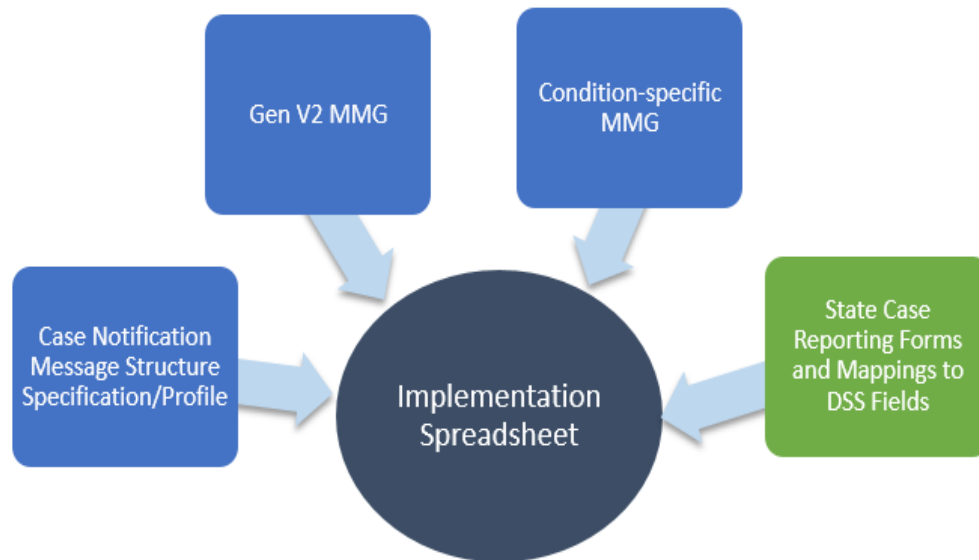 Gen V2 MMG
Condition-specific
MMG
Case Notification
Message Structure
Specification/Profile
State Case
Reporting Forms
and Mappings to
DSS Fields
Implementation
Spreadsheet